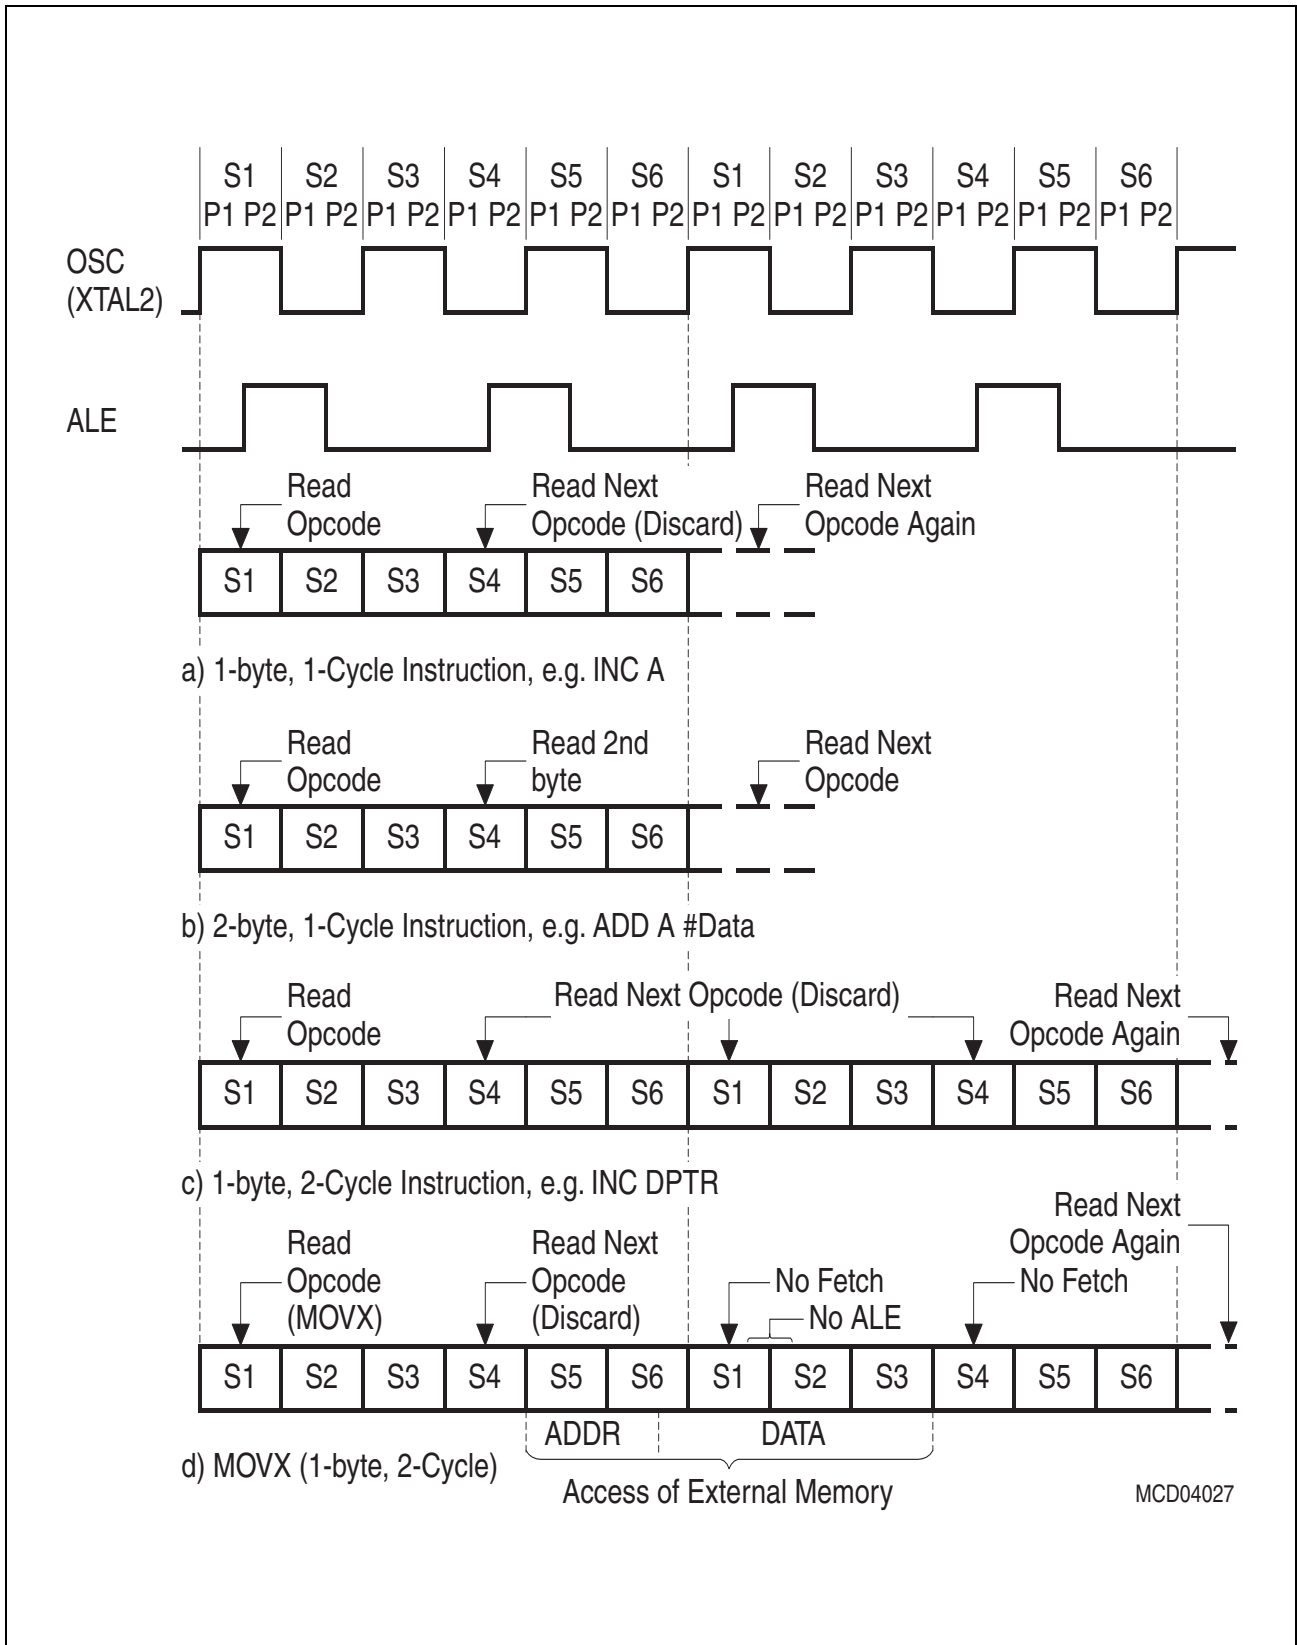 S1 S2 S3 S4 S5 S6 S1 S2 S3 S4 S5 S6
P1 P2 P1 P2 P1 P2 P1 P2 P1 P2 P1 P2 P1 P2 P1 P2 P1 P2 P1 P2 P1 P2 P1 P2
OSC
(XTAL2)
ALE
Read
Opcode
Read Next
Opcode (Discard)
Read Next
Opcode Again
S1 S2 S3 S4 S5 S6
a) 1-byte, 1-Cycle Instruction, e.g. INC A
Read
Opcode
Read 2nd
byte
Read Next
Opcode
S1 S2 S3 S4 S5 S6
b) 2-byte, 1-Cycle Instruction, e.g. ADD A #Data
Read
Opcode
Read Next Opcode (Discard)
Read Next
Opcode Again
S1 S2 S3 S4 S5 S6 S1 S2 S3 S4 S5 S6
c) 1-byte, 2-Cycle Instruction, e.g. INC DPTR
Read
Opcode
(MOVX)
Read Next
Opcode
(Discard)
No Fetch
No ALE
Read Next
Opcode Again
No Fetch
S1 S2 S3 S4 S5 S6 S1 S2 S3 S4 S5 S6
ADDR DATA
d) MOVX (1-byte, 2-Cycle)
Access of External Memory
MCD04027